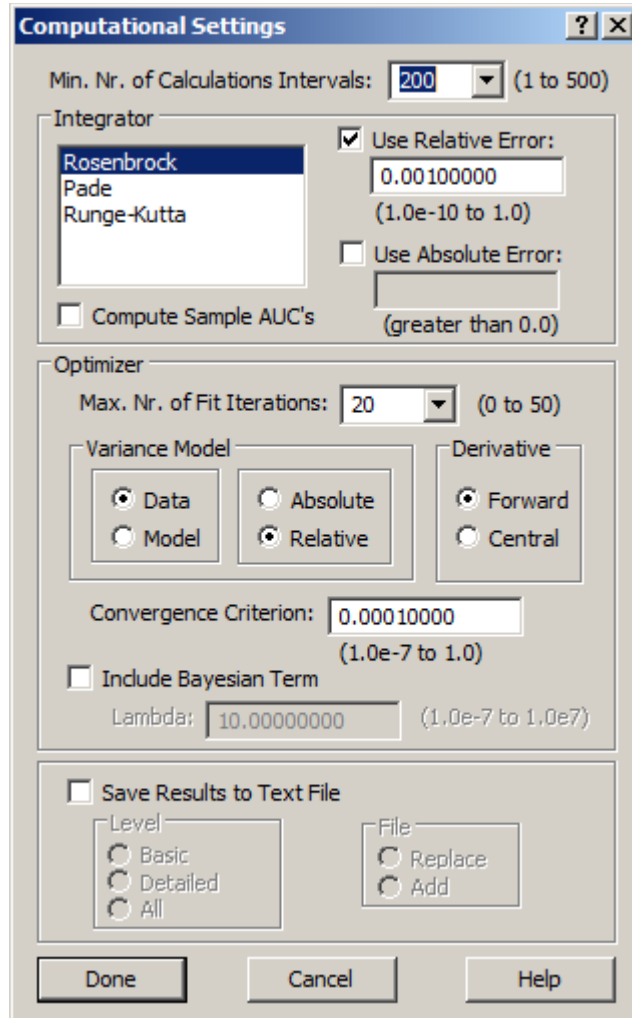 Computational Settings
Min. Nr. of Calculations Intervals: 200 (1 to 500)
Integrator
Rosenbrock
Pade
Runge-Kutta
Compute Sample AUC's
Use Relative Error:
0.00100000
(1.0e-10 to 1.0)
Use Absolute Error:
(greater than 0.0)
Optimizer
Max. Nr. of Fit Iterations: 20 (0 to 50)
Variance Model
Data
Model
Absolute
Relative
Derivative
Forward
Central
Convergence Criterion: 0.00010000
(1.0e-7 to 1.0)
Include Bayesian Term
Lambda: 10.00000000 (1.0e-7 to 1.0e7)
Save Results to Text File
Level
Basic
Detailed
All
File
Replace
Add
Done Cancel Help